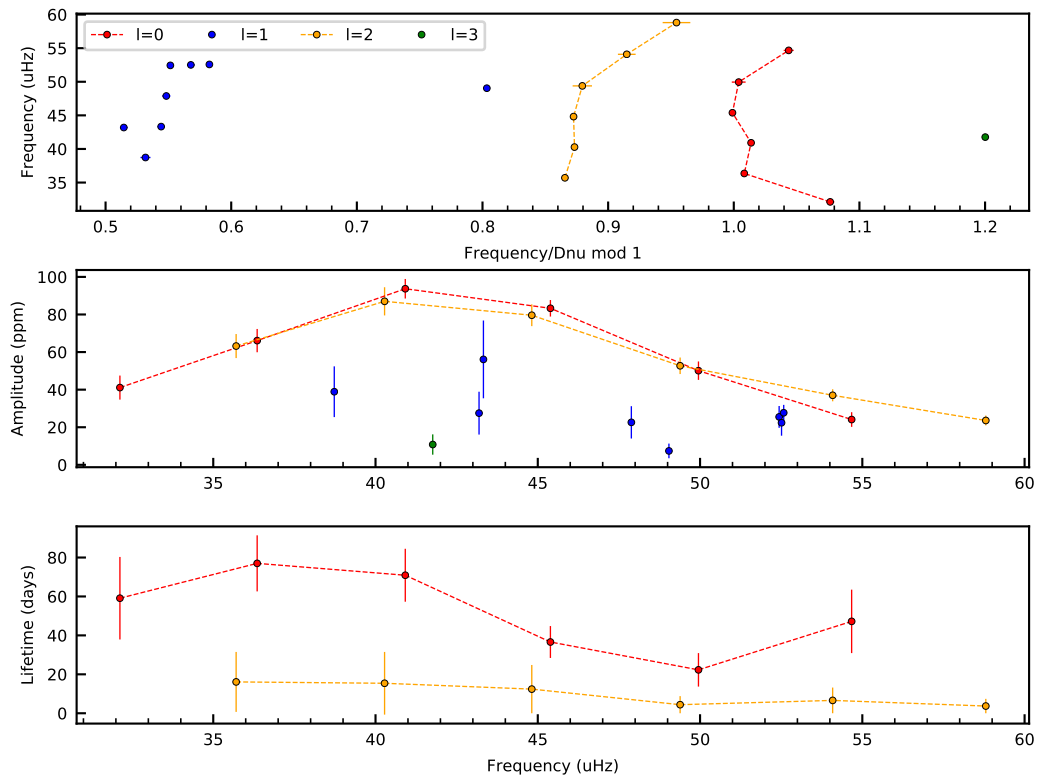 60
55
50
45
40
35
Frequency (uHz)
l=0 l=1 l=2 l=3
0.5 0.6 0.7 0.8 0.9 1.0 1.1 1.2
Frequency/Dnu mod 1
100
80
60
40
20
0
Amplitude (ppm)
35 40 45 50 55 60
80
60
40
20
0
Lifetime (days)
35 40 45 50 55 60
Frequency (uHz)